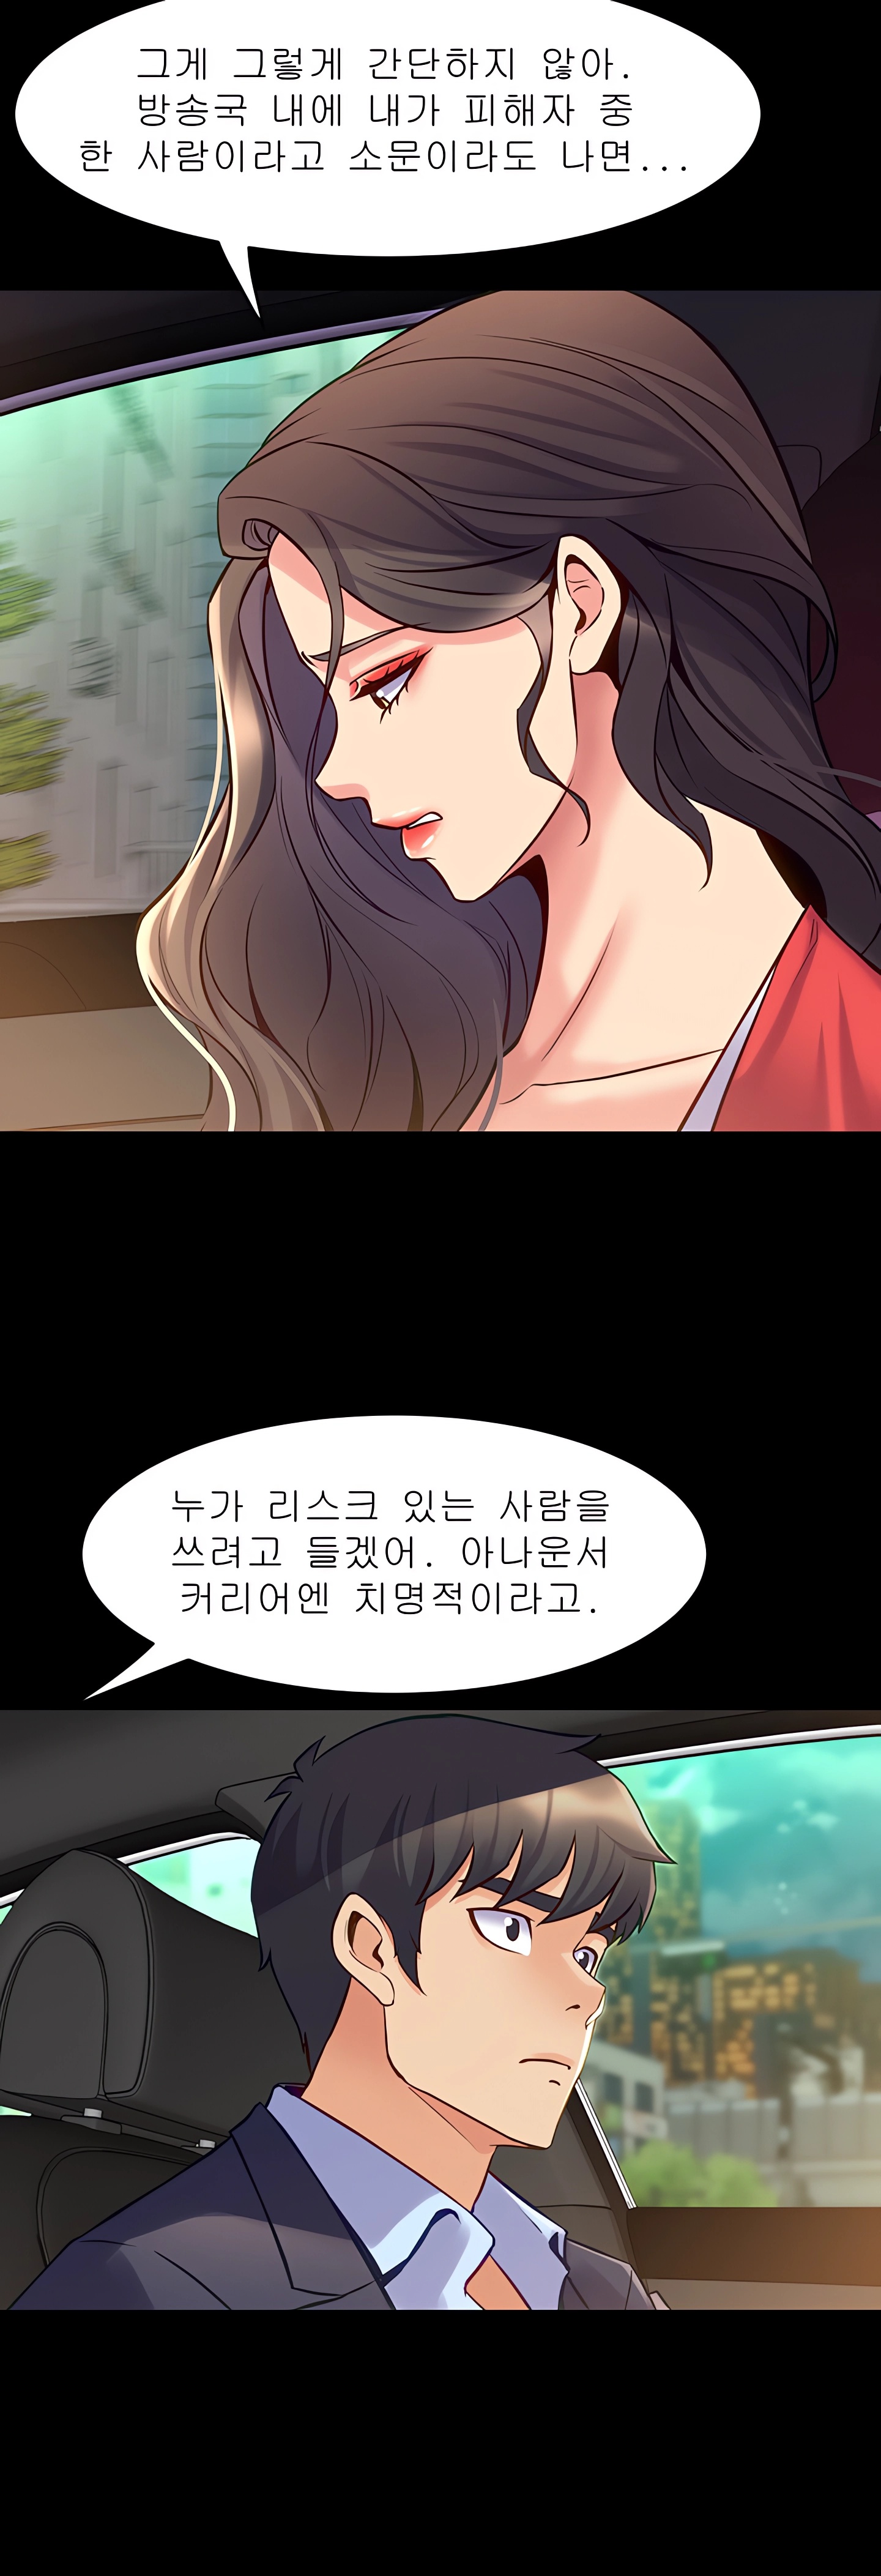 그게 그렇게 간단하지 않아.
방송국 내에 내가 피해자 중
한 사람이라고 소문이라도 나면...
누가 리스크 있는 사람을
쓰려고 들겠어. 아나운서
커리어엔 치명적이라고.